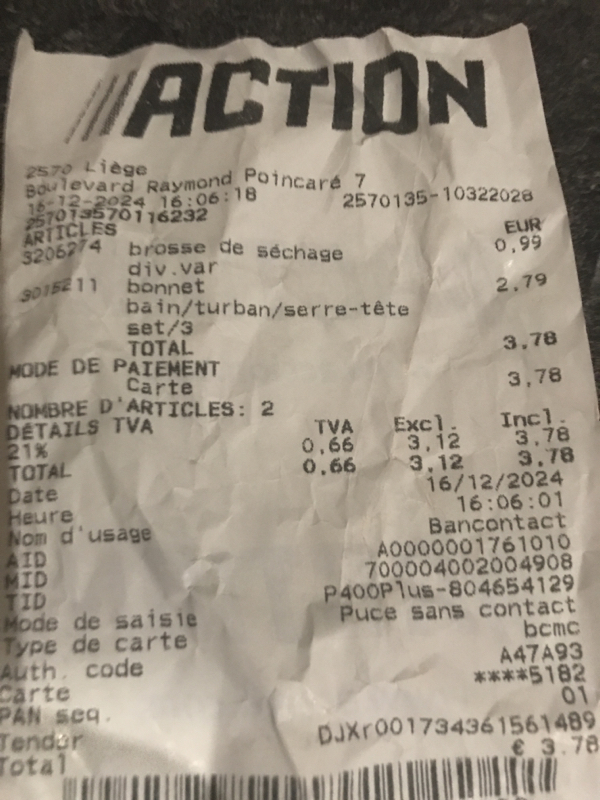 ACTION
2570 Liège
Boulevard Raymond Poincaré 7
16-12-2024 16:06:18 2570135-10322028
2570135701​16232
ARTICLES EUR
3206274 brosse de séchage 0,99
div.var
3015211 bonnet 2,79
bain/turban/serre-tête
set/3
TOTAL 3,78
MODE DE PAIEMENT
Carte 3,78
NOMBRE D'ARTICLES: 2
DÉTAILS TVA TVA Excl. Incl.
21% 0,66 3,12 3,78
TOTAL 0,66 3,12 3,78
Date 16/12/2024
Heure 16:06:01
Nom d'usage Bancontact
AID A0000001761010
MID 700004002004908
TID P400Plus-804654129
Mode de saisie Puce sans contact
Type de carte bcmc
Auth. code A47A93
Carte ****5182
PAN seq. 01
Tender DJXr001734361561489
Total € 3.78